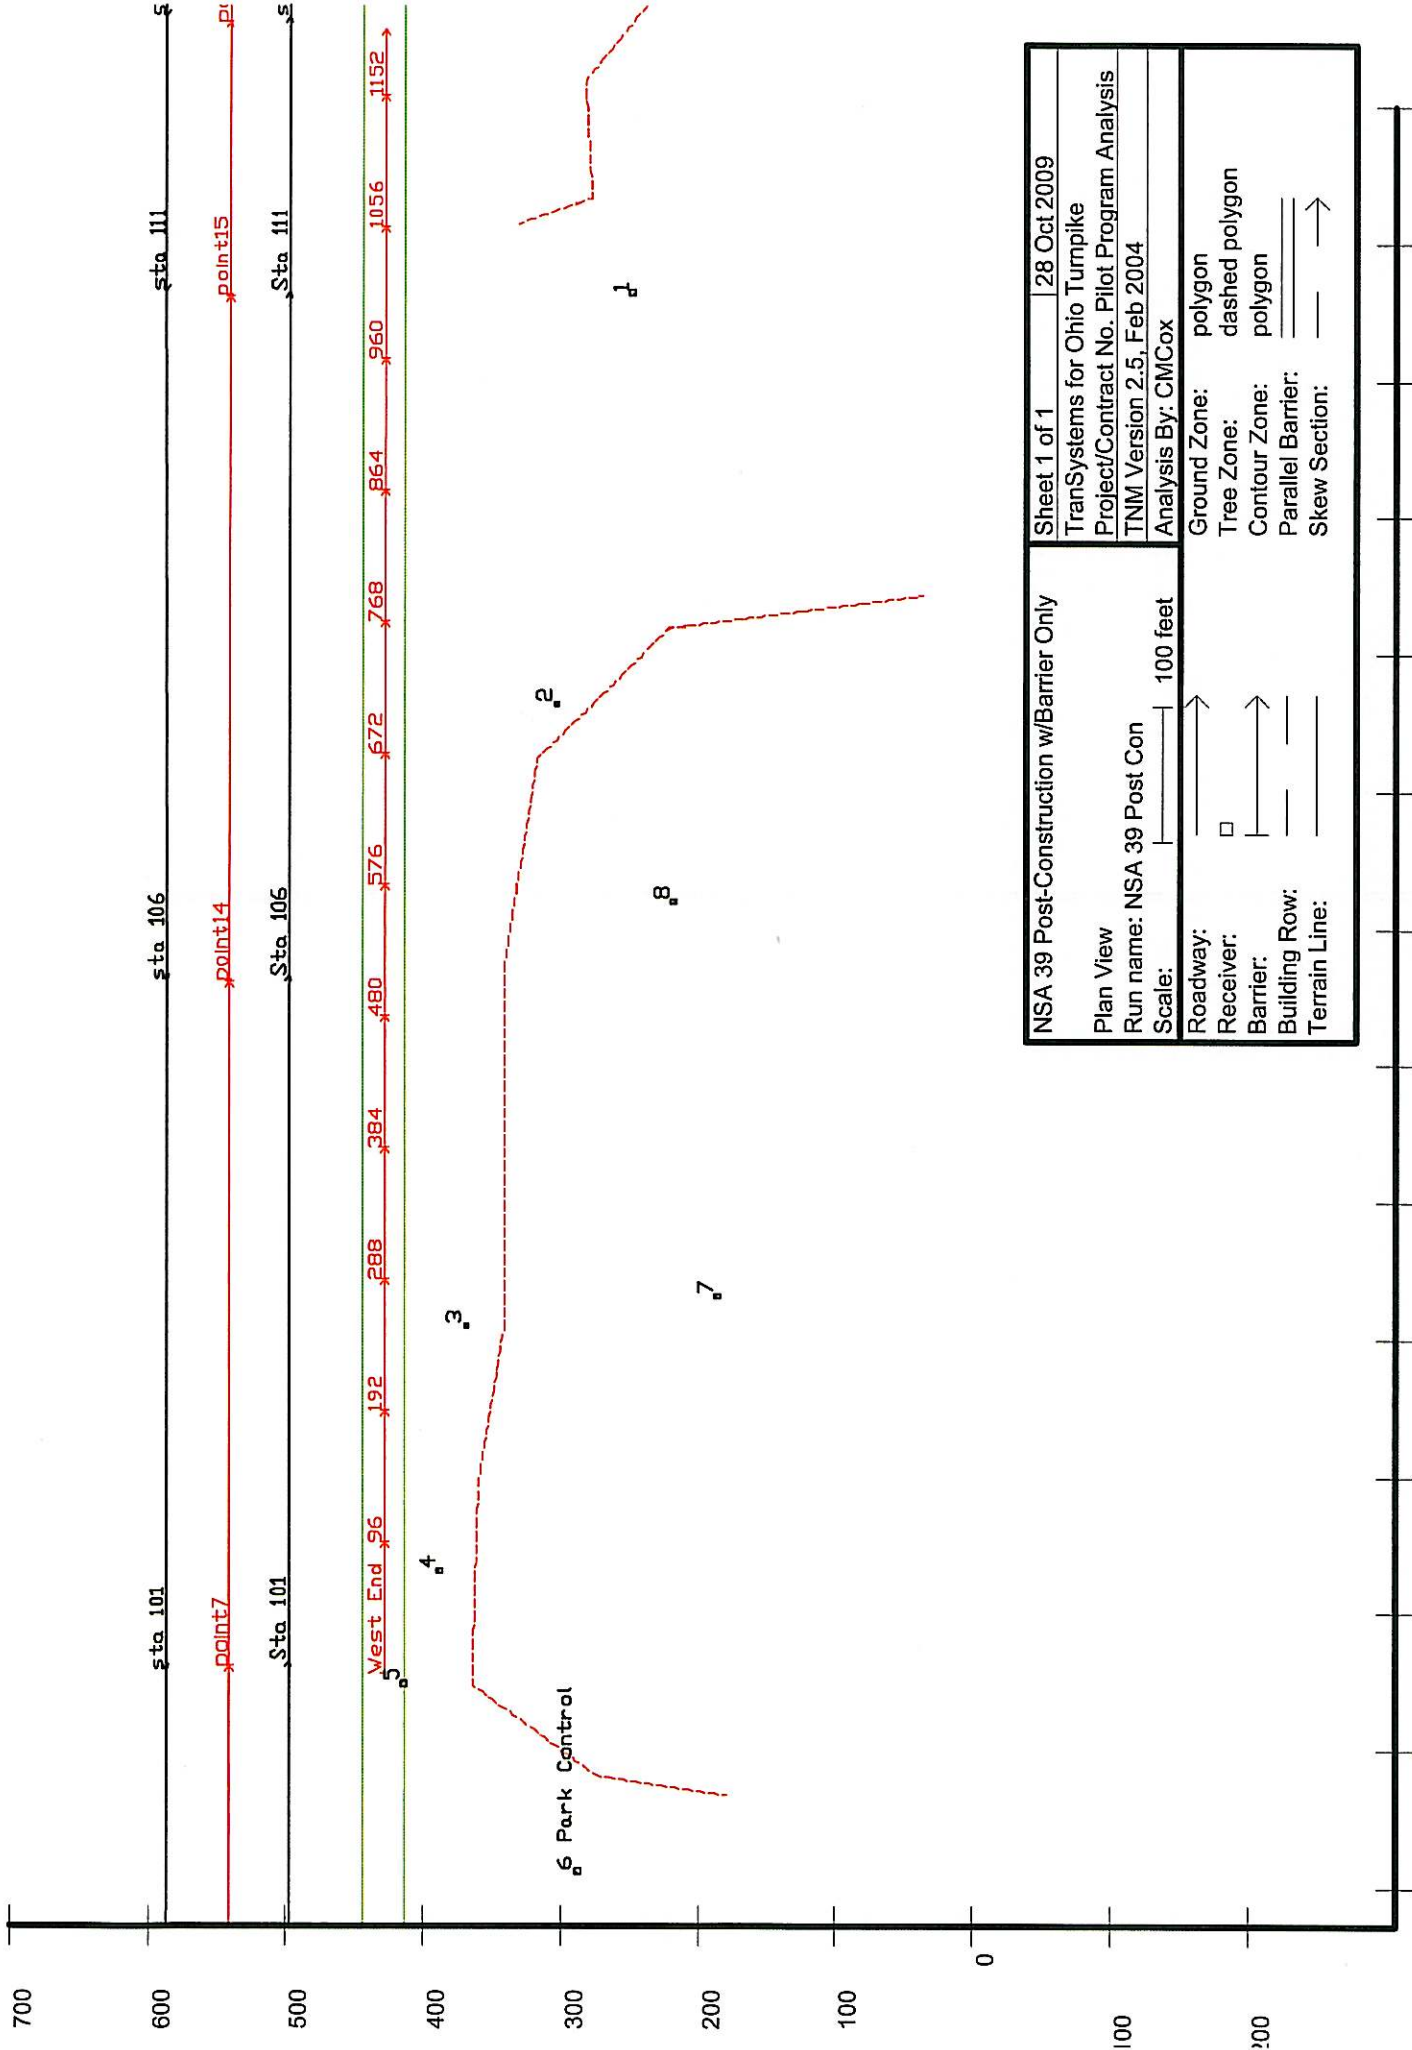 sta 101
sta 106
sta 111
s
point7
point14
point15
Sta 101
Sta 106
Sta 111
s
West End
96
192
288
384
480
576
672
768
864
960
1056
1152
5
4
3
2
1
6 Park Control
7
8
700
600
500
400
300
200
100
0
NSA 39 Post-Construction w/Barrier Only
Plan View
Run name: NSA 39 Post Con
Scale: 100 feet
Sheet 1 of 1 28 Oct 2009
TranSystems for Ohio Turnpike
Project/Contract No. Pilot Program Analysis
TNM Version 2.5, Feb 2004
Analysis By: CMCox
Roadway:
Receiver:
Barrier:
Building Row:
Terrain Line:
Ground Zone: polygon
Tree Zone: dashed polygon
Contour Zone: polygon
Parallel Barrier:
Skew Section: